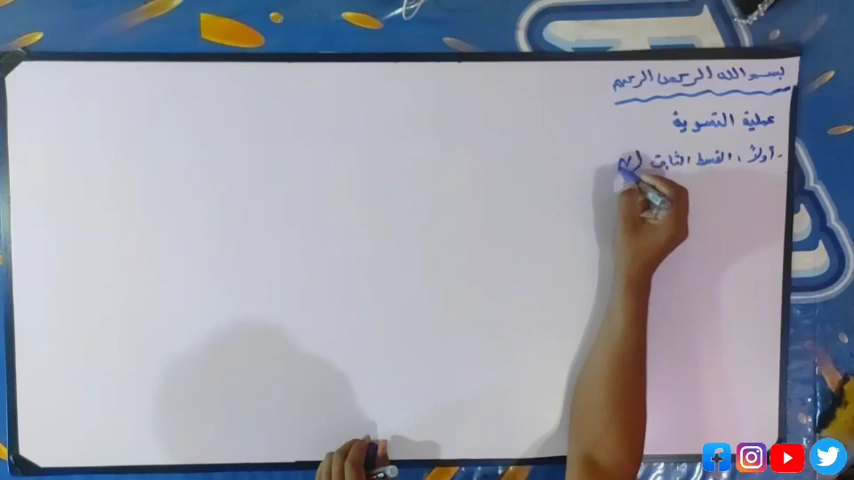 بسم الله الرحمن الرحيم
عملية التسوية
- أولاً : القسط الثابت (